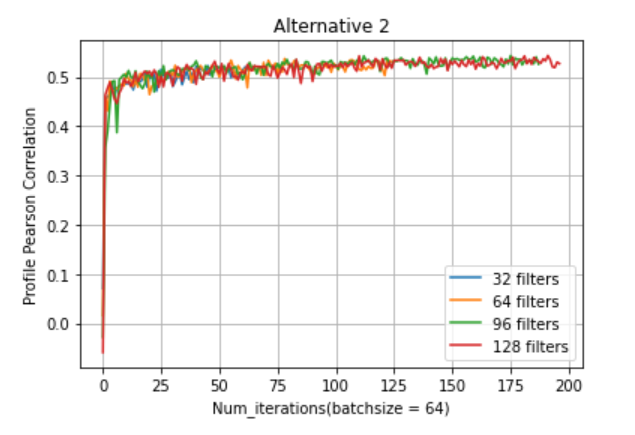 Alternative 2
Profile Pearson Correlation
0.5
0.4
0.3
0.2
0.1
0.0
32 filters
64 filters
96 filters
128 filters
0 25 50 75 100 125 150 175 200
Num_iterations(batchsize = 64)